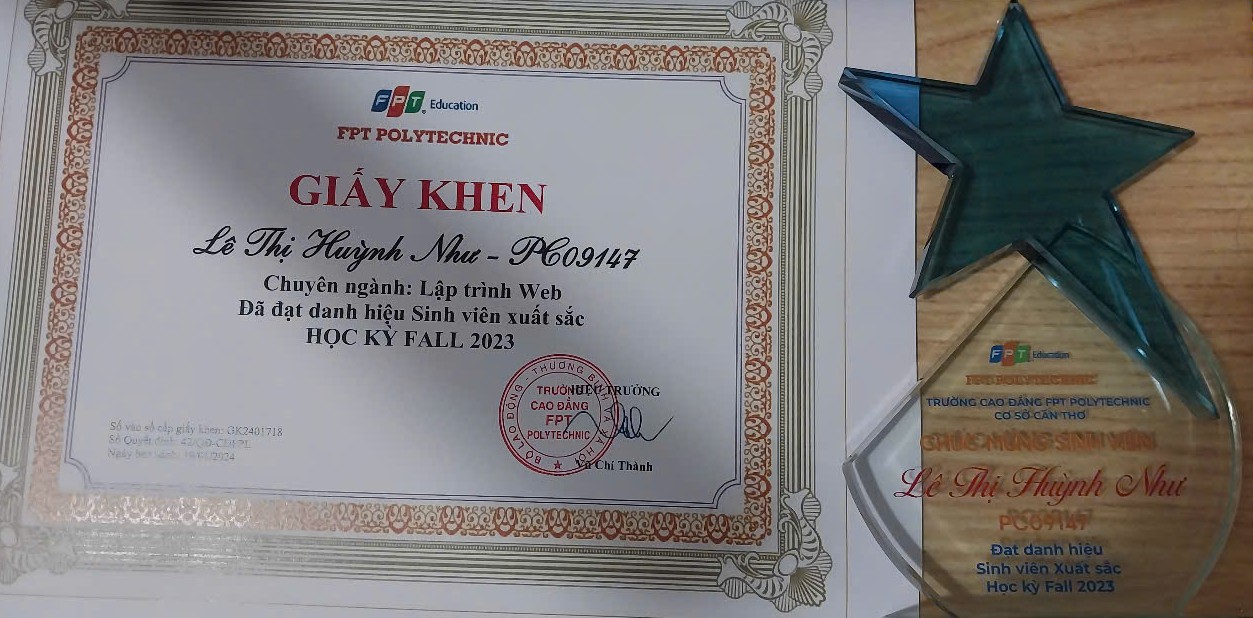 FPT Education
FPT POLYTECHNIC
GIẤY KHEN
Lê Thị Huỳnh Như - PC09147
Chuyên ngành: Lập trình Web
Đã đạt danh hiệu Sinh viên xuất sắc
HỌC KỲ FALL 2023
HIỆU TRƯỞNG
BỘ LAO ĐỘNG - THƯƠNG BINH VÀ XÃ HỘI
TRƯỜNG
CAO ĐẲNG
FPT
POLYTECHNIC
Vũ Chí Thành
Số vào sổ cấp giấy khen: GK2401718
Số Quyết định: 42/QĐ-CĐFPL
Ngày ban hành: /01/2024
FPT Education
FPT POLYTECHNIC
TRƯỜNG CAO ĐẲNG FPT POLYTECHNIC
CƠ SỞ CẦN THƠ
CHÚC MỪNG SINH VIÊN
Lê Thị Huỳnh Như
PC09147
Đạt danh hiệu
Sinh viên Xuất sắc
Học kỳ Fall 2023